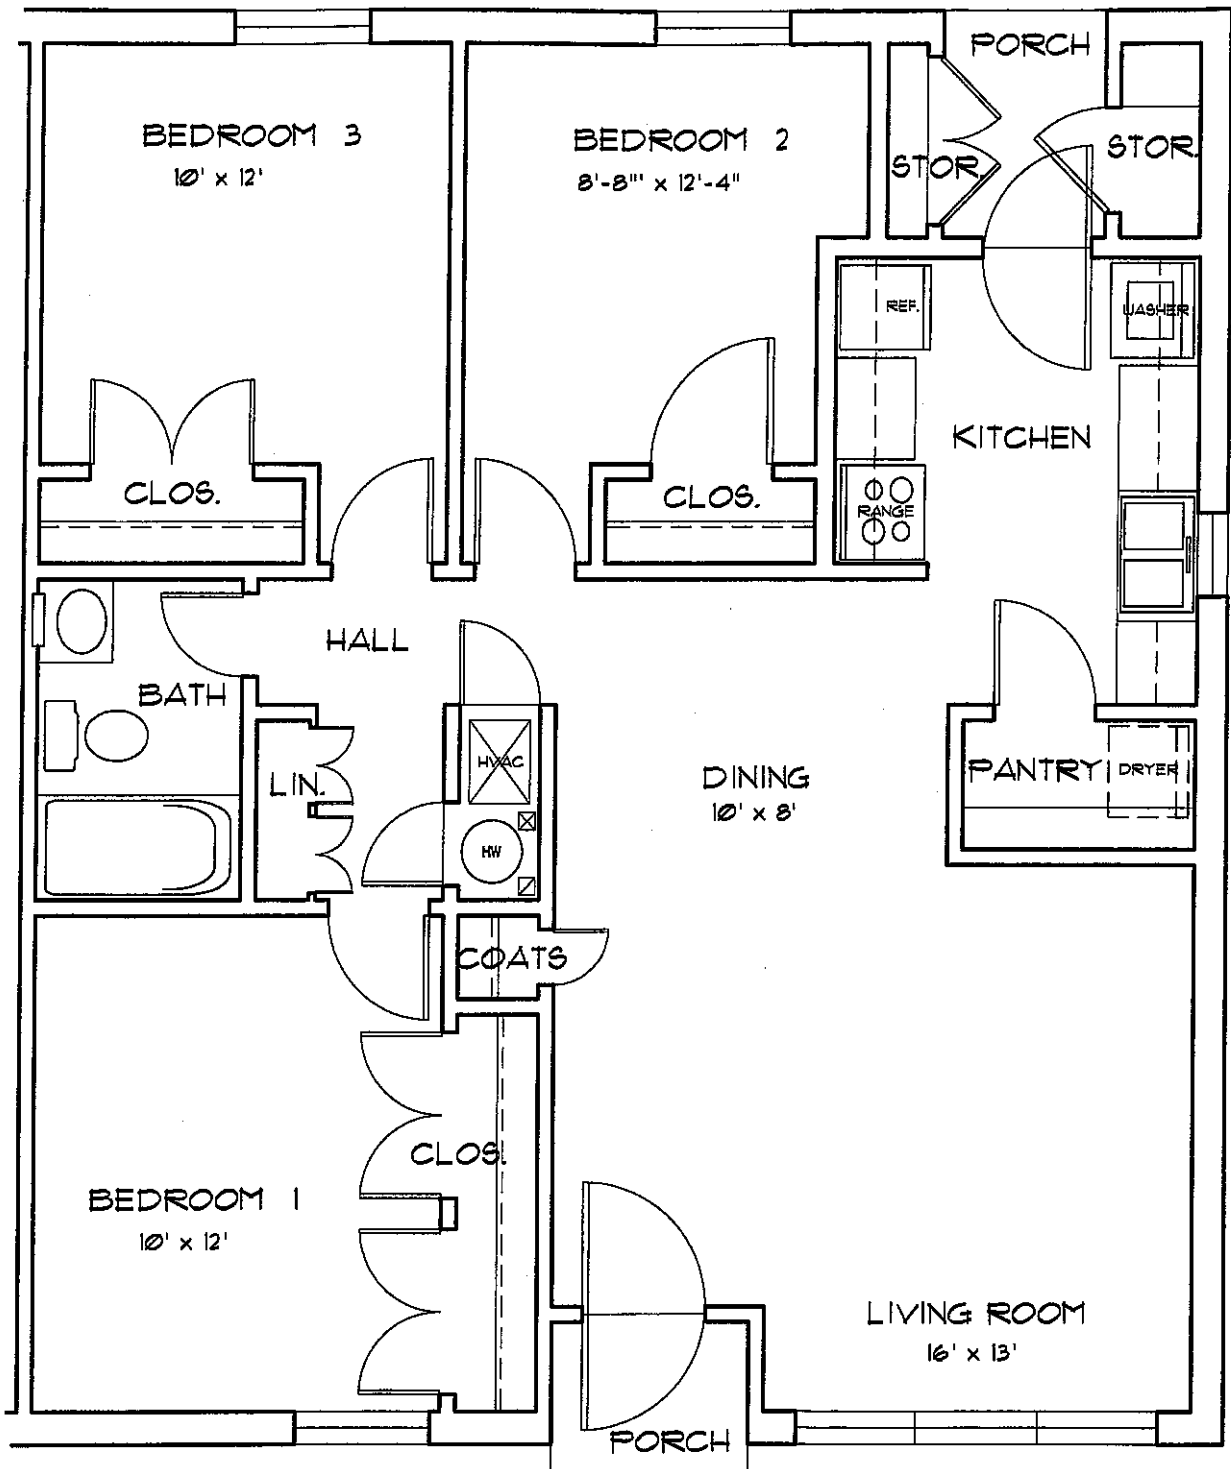 PORCH
BEDROOM 3
10' x 12'
BEDROOM 2
8'-8"' x 12'-4"
STOR.
STOR.
REF.
WASHER
KITCHEN
CLOS.
CLOS.
RANGE
HALL
BATH
LIN.
HVAC
DINING
10' x 8'
PANTRY
DRYER
HW
COATS
CLOS.
BEDROOM 1
10' x 12'
LIVING ROOM
16' x 13'
PORCH